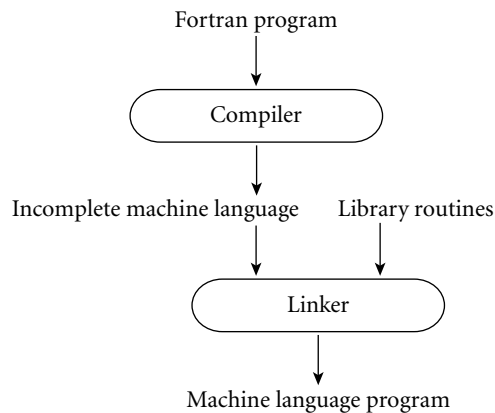 Fortran program
Compiler
Incomplete machine language
Library routines
Linker
Machine language program